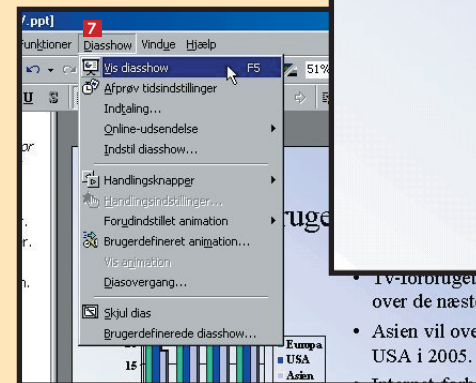 .ppt]
7
Funktioner Diasshow Vindue Hjælp
Vis diasshow F5
51%
Afprøv tidsindstillinger
U S
Indtaling...
Online-udsendelse
Indstil diasshow...
Handlingsknapper
Handlingsindstillinger...
Forudindstillet animation
Brugerdefineret animation...
Vis animation
Diasovergang...
Skjul dias
Brugerdefinerede diasshow...
ruge
• TV-forbruget
over de næste
• Asien vil ove
USA i 2005.
Europa
USA
15
Asien